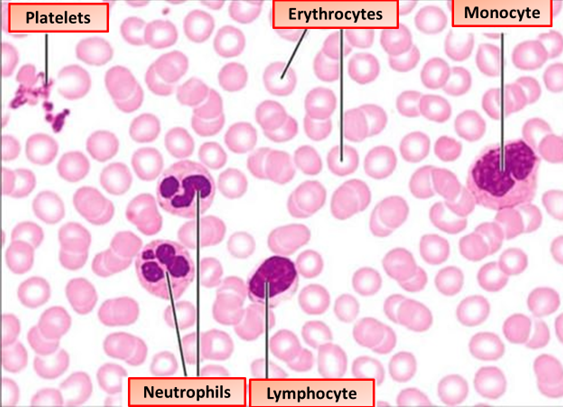 Platelets
Erythrocytes
Monocyte
Neutrophils
Lymphocyte